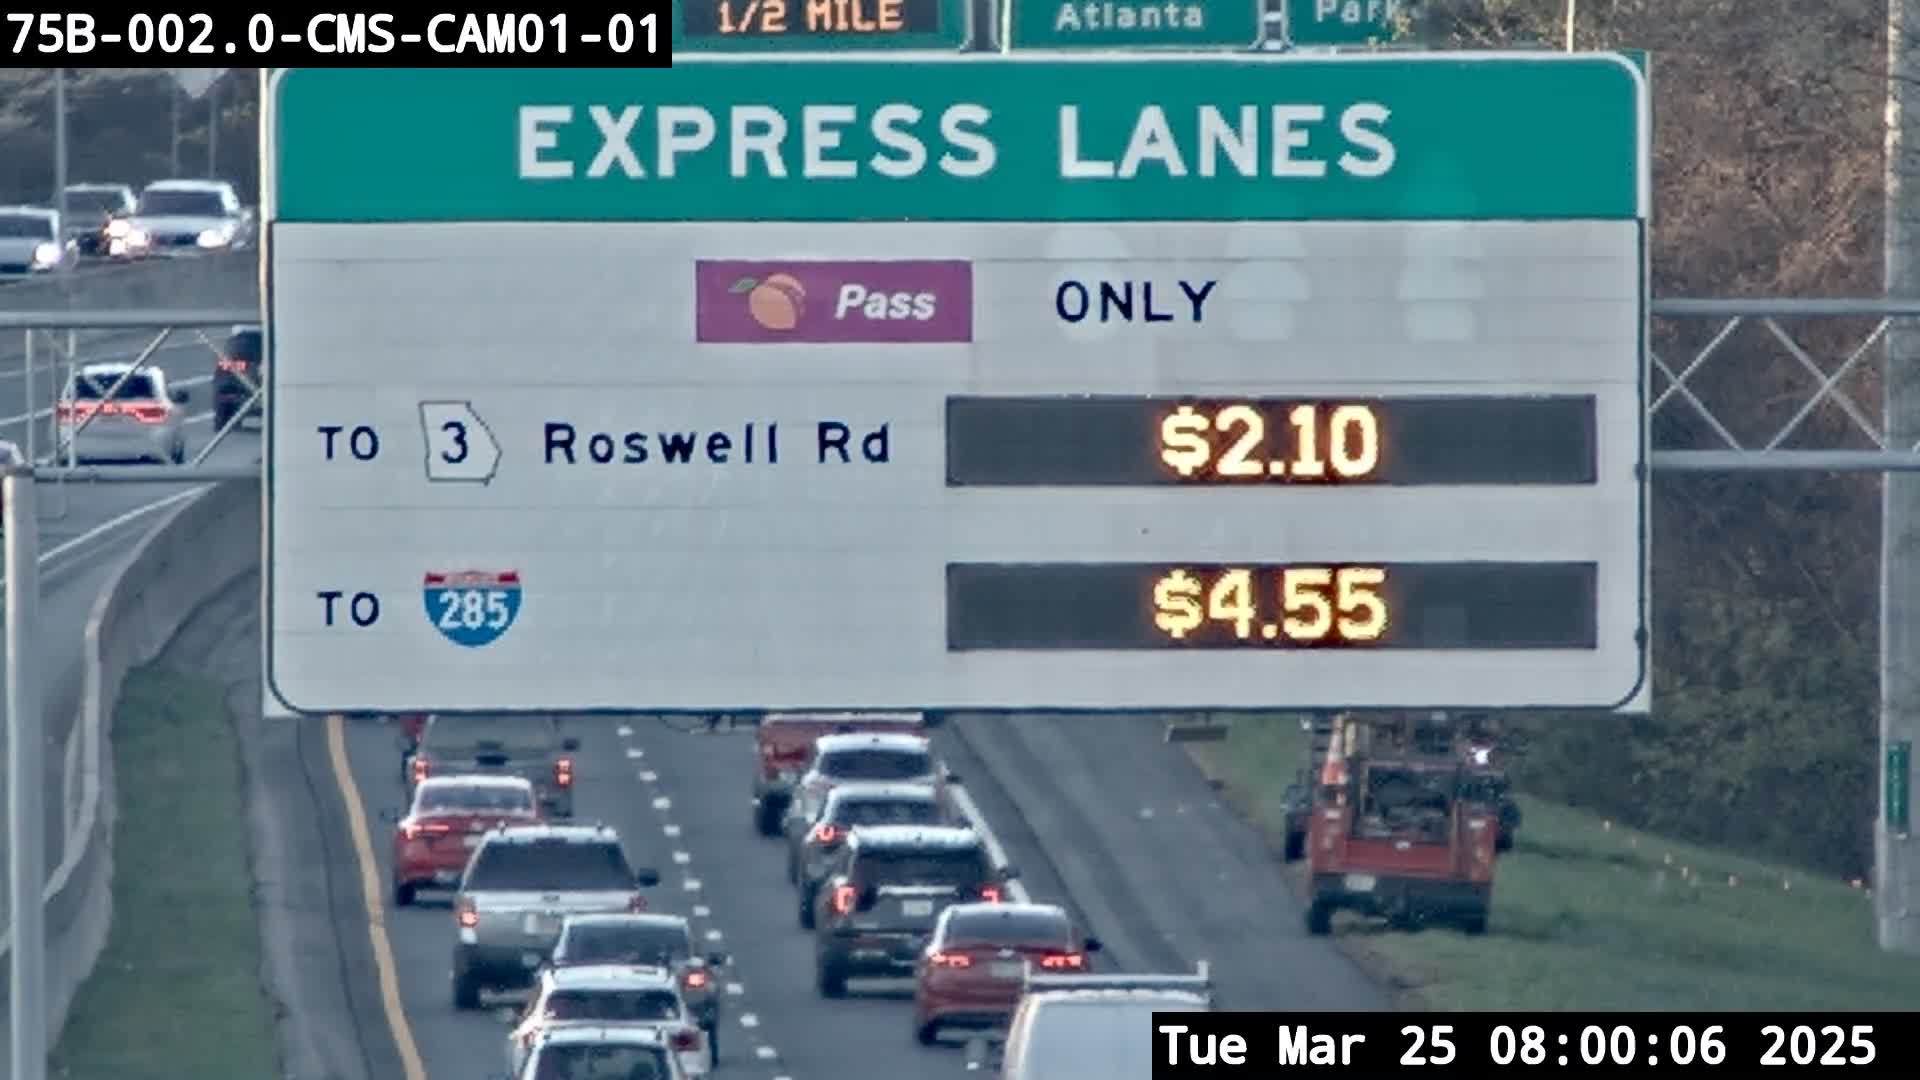 75B-002.0-CMS-CAM01-01
1/2 MILE
Atlanta
Park
EXPRESS LANES
Pass ONLY
TO 3 Roswell Rd $2.10
TO 285 $4.55
Tue Mar 25 08:00:06 2025